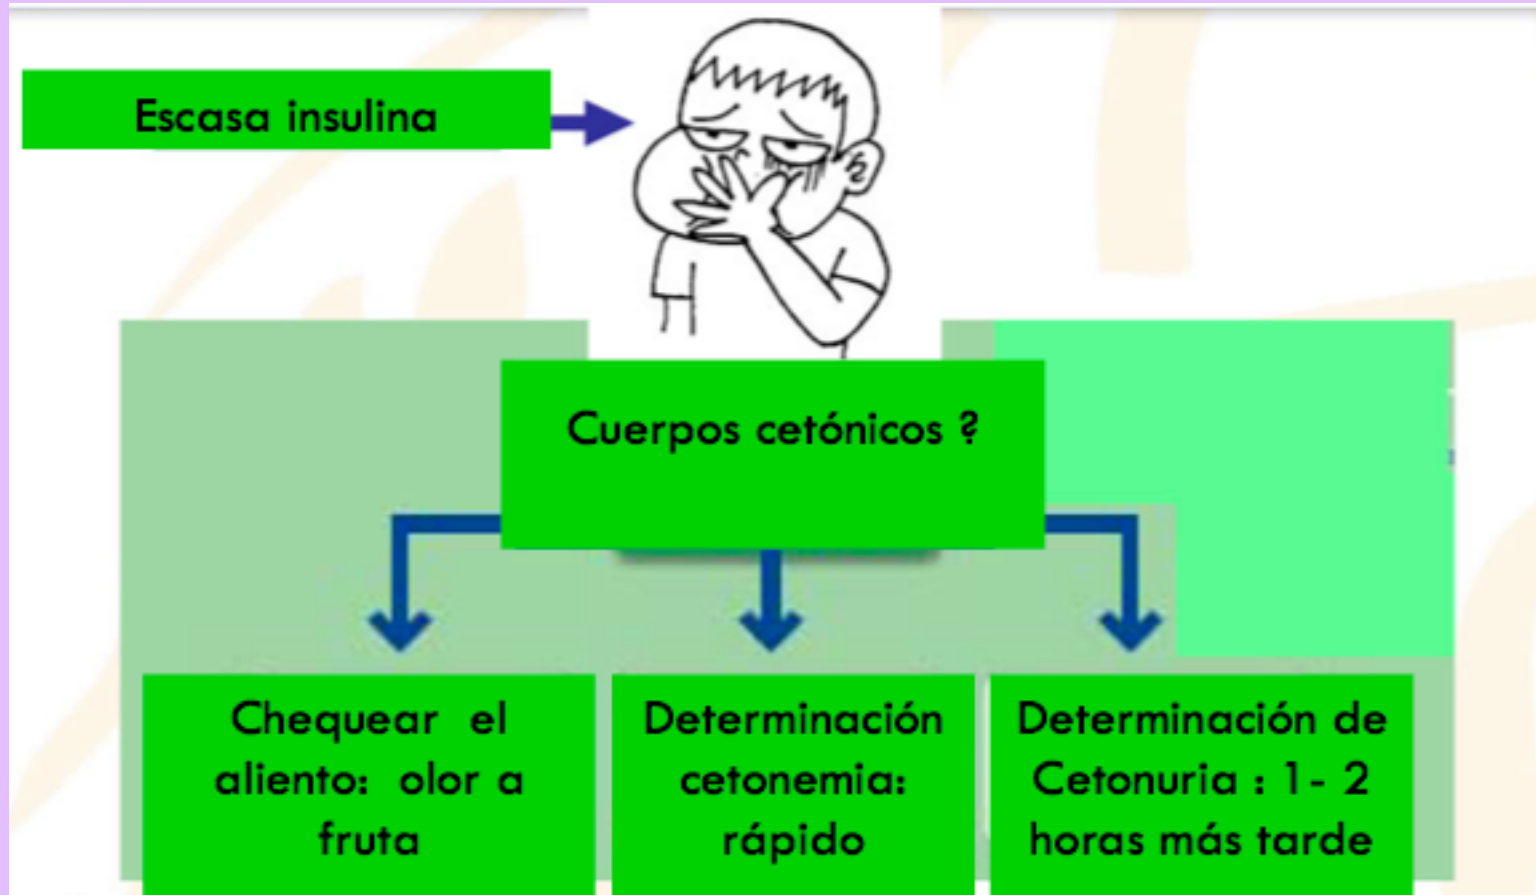 Escasa insulina
Cuerpos cetónicos ?
Chequear el
aliento: olor a
fruta
Determinación
cetonemia:
rápido
Determinación de
Cetonuria : 1- 2
horas más tarde